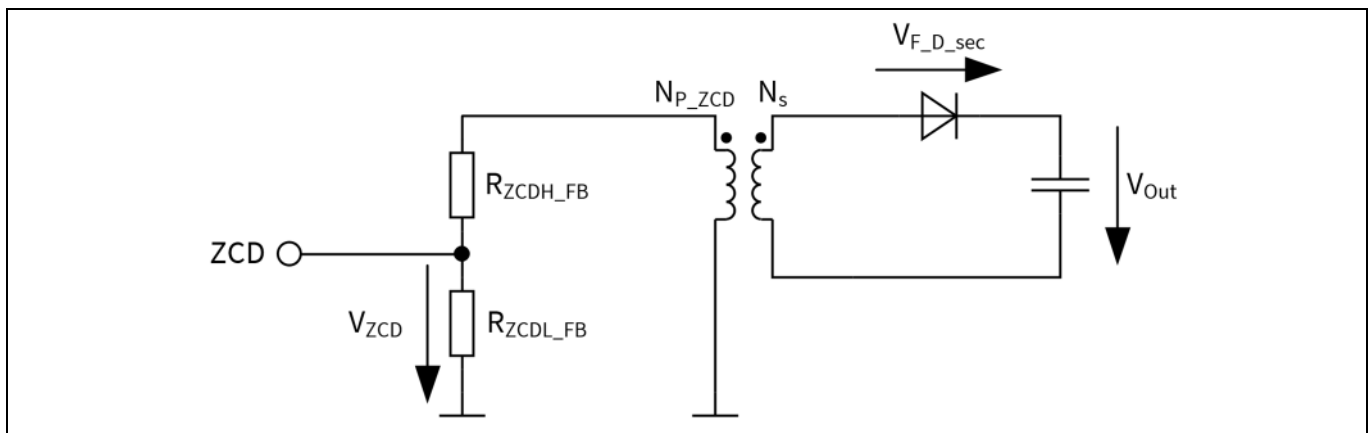 V_F_D_sec
N_P_ZCD
N_s
R_ZCDH_FB
V_Out
ZCD
V_ZCD
R_ZCDL_FB